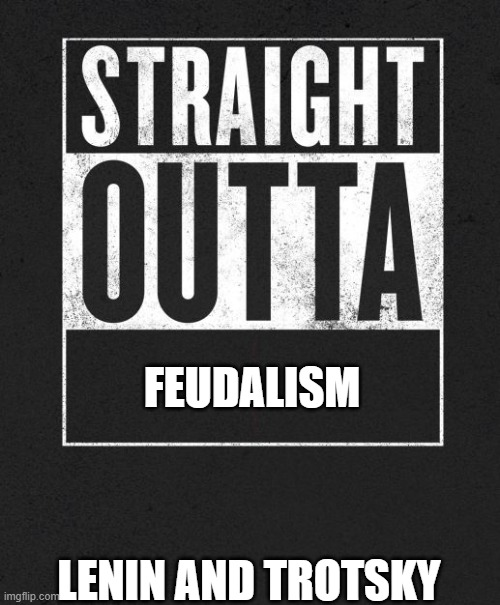 STRAIGHT
OUTTA
FEUDALISM
LENIN AND TROTSKY
imgflip.com